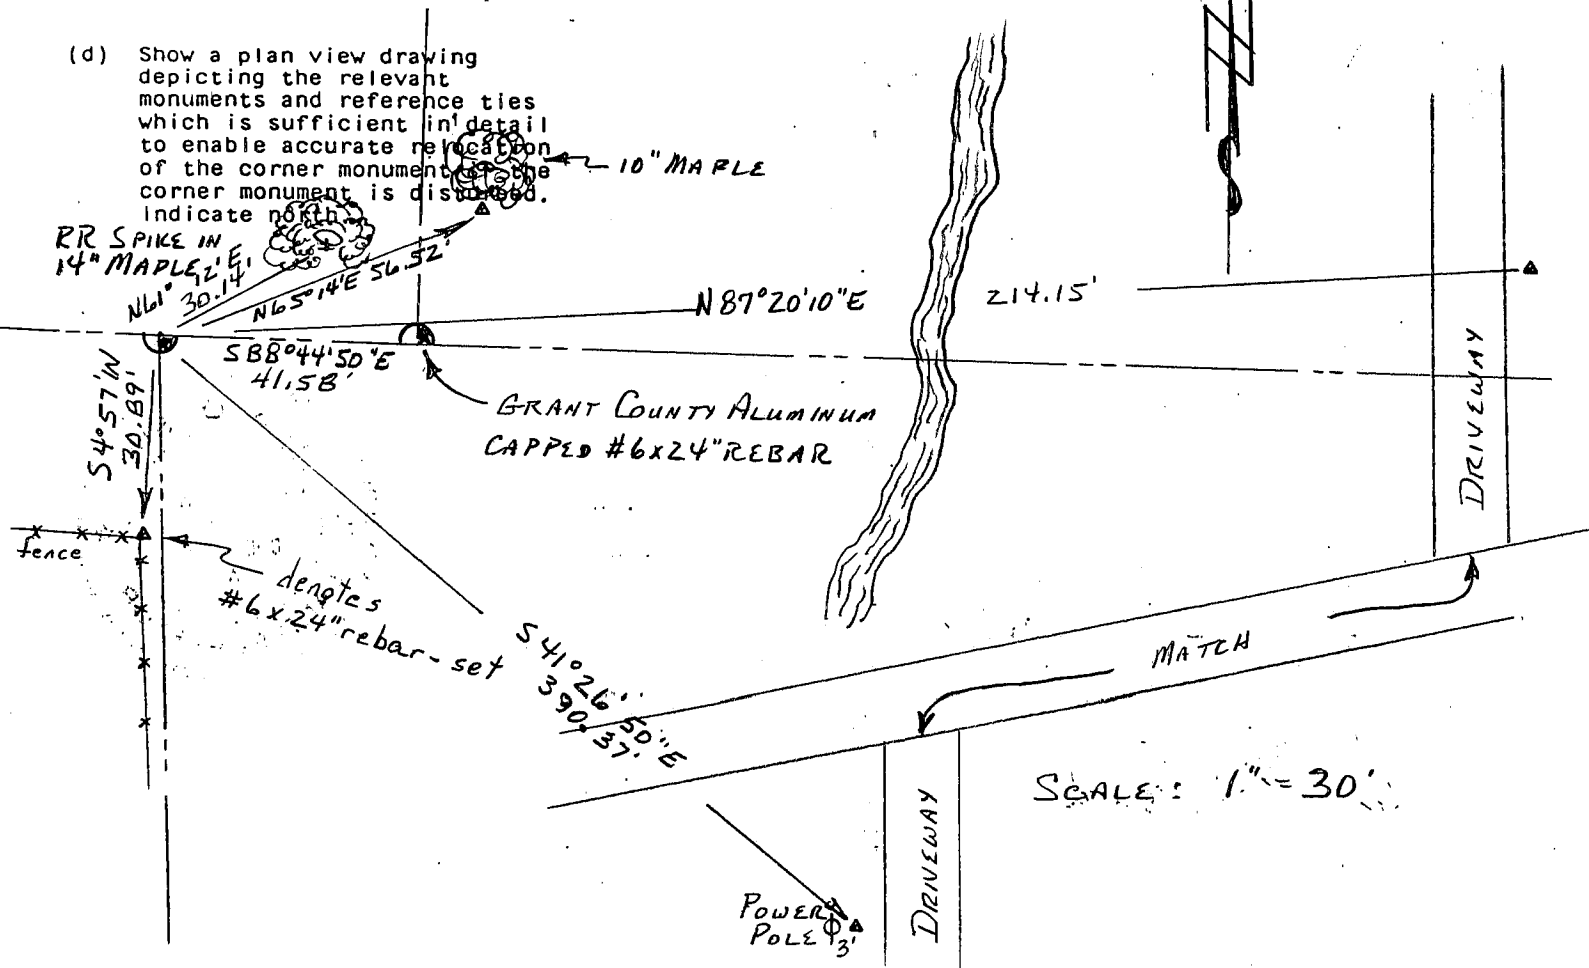 (d) Show a plan view drawing
depicting the relevant
monuments and reference ties
which is sufficient in detail
to enable accurate relocation
of the corner monument if the
corner monument is disturbed.
Indicate north.
10" MAPLE
RR SPIKE IN
14" MAPLE
N61° 12' E
30.14'
N65°14'E 56.52'
N87°20'10"E 214.15'
S88°44'50"E
41.58'
GRANT COUNTY ALUMINUM
CAPPED #6x24" REBAR
S4°57'W
30.89'
fence
denotes
#6x24" rebar-set
S41°26'50"E
390.37'
MATCH
DRIVEWAY
SCALE: 1" = 30'
DRIVEWAY
POWER
POLE
3'